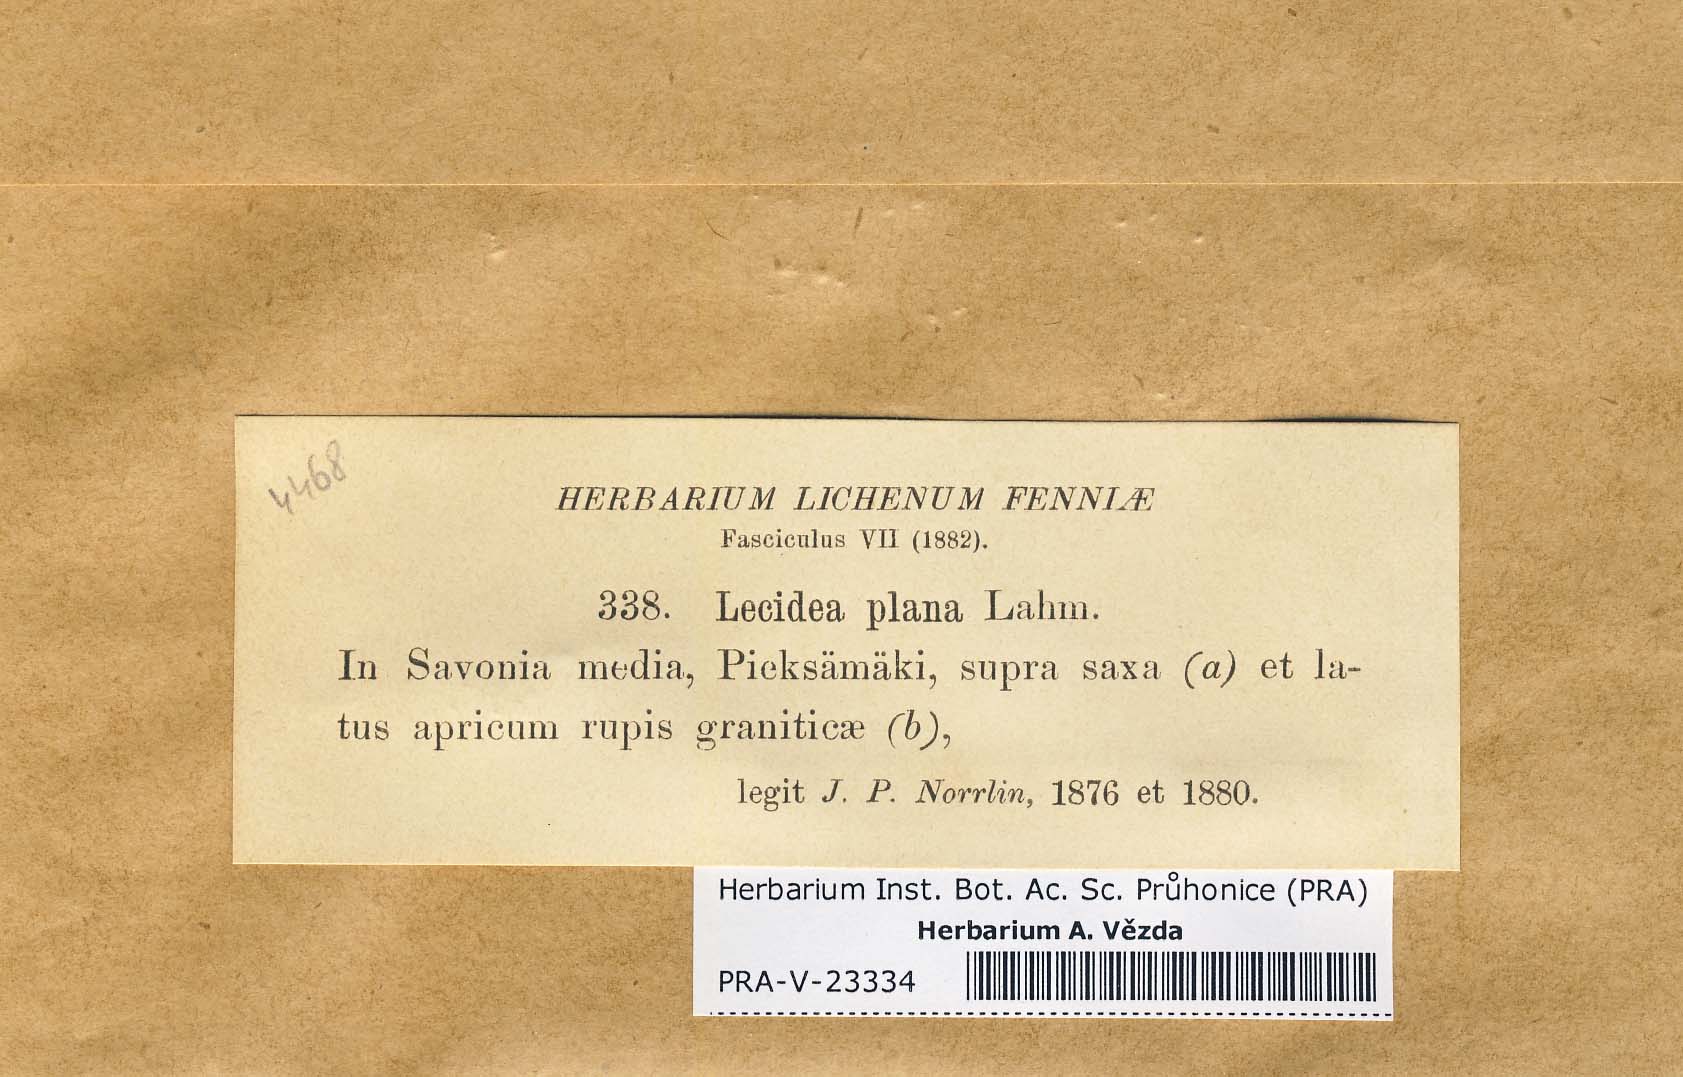 4468
HERBARIUM LICHENUM FENNIÆ
Fasciculus VII (1882).
338. Lecidea plana Lahm.
In Savonia media, Pieksämäki, supra saxa (a) et la-
tus apricum rupis graniticæ (b),
legit J. P. Norrlin, 1876 et 1880.
Herbarium Inst. Bot. Ac. Sc. Průhonice (PRA)
Herbarium A. Vězda
PRA-V-23334